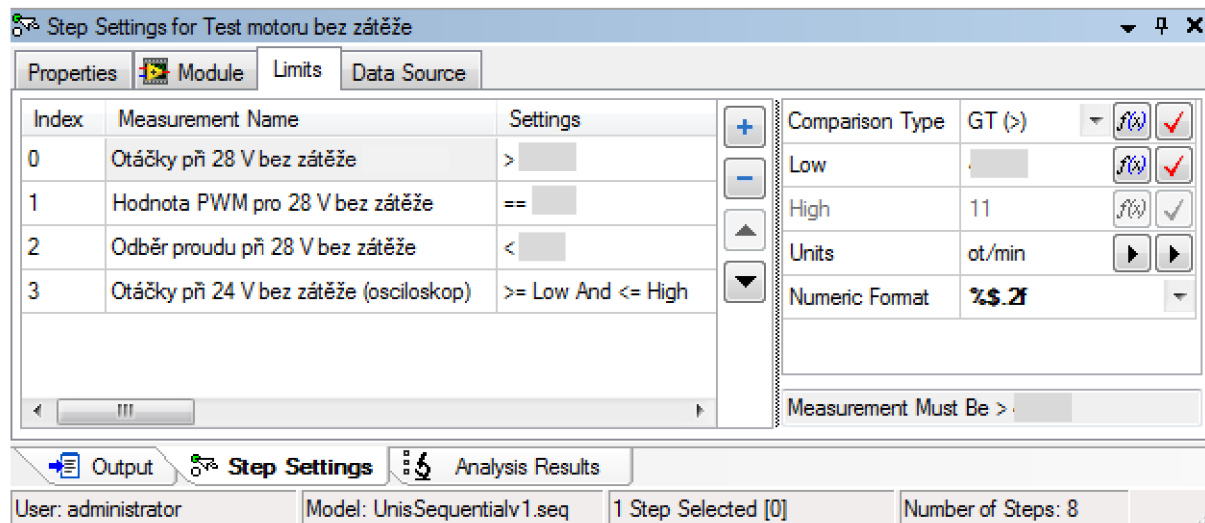 Step Settings for Test motoru bez zátěže
Properties Module Limits Data Source
Index Measurement Name Settings
0 Otáčky při 28 V bez zátěže >
1 Hodnota PWM pro 28 V bez zátěže ==
2 Odběr proudu při 28 V bez zátěže <
3 Otáčky při 24 V bez zátěže (osciloskop) >= Low And <= High
Comparison Type GT (>) f(x)
Low f(x)
High 11 f(x)
Units ot/min
Numeric Format %$.2f
Measurement Must Be >
Output Step Settings Analysis Results
User: administrator Model: UnisSequentialv1.seq 1 Step Selected [0] Number of Steps: 8